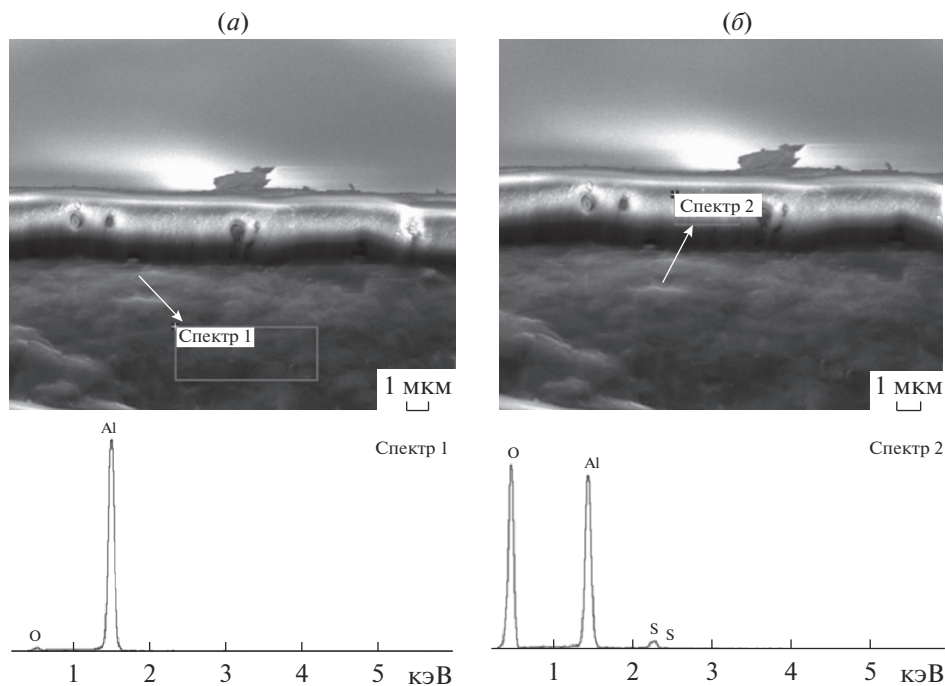 (а)
(б)
Спектр 1
1 мкм
Спектр 2
1 мкм
Al
Спектр 1
O
1 2 3 4 5 кэВ
O
Al
Спектр 2
S S
1 2 3 4 5 кэВ